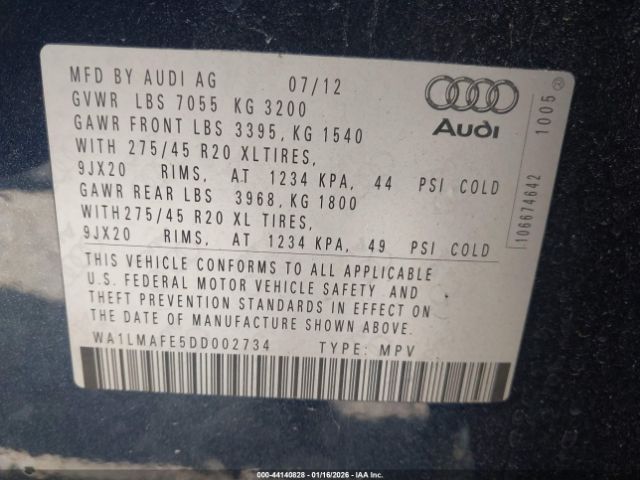 MFD BY AUDI AG 07/12
GVWR LBS 7055 KG 3200
GAWR FRONT LBS 3395, KG 1540
WITH 275/45 R20 XLTIRES,
9JX20 RIMS, AT 1234 KPA, 44 PSI COLD
GAWR REAR LBS 3968, KG 1800
WITH275/45 R20 XL TIRES,
9JX20 RIMS, AT 1234 KPA, 49 PSI COLD
THIS VEHICLE CONFORMS TO ALL APPLICABLE
U.S. FEDERAL MOTOR VEHICLE SAFETY AND
THEFT PREVENTION STANDARDS IN EFFECT ON
THE DATE OF MANUFACTURE SHOWN ABOVE.
WA1LMAFE5DD002734 TYPE: MPV
Audi
106674642
1005
000-44140828 - 01/16/2026 - IAA Inc.